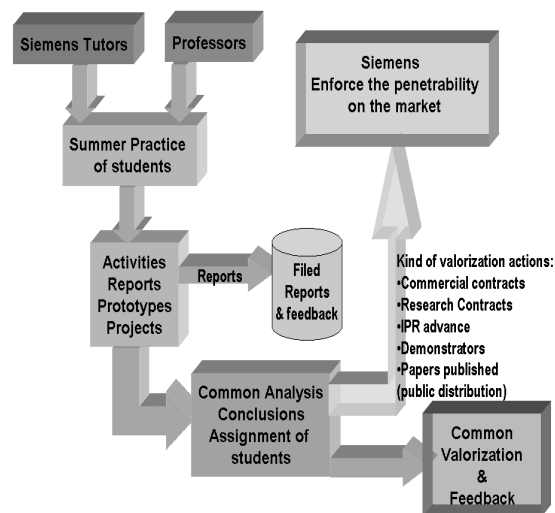 Siemens Tutors
Professors
Siemens
Enforce the penetrability
on the market
Summer Practice
of students
Activities
Reports
Prototypes
Projects
Reports
Filed
Reports
& feedback
Kind of valorization actions:
•Commercial contracts
•Research Contracts
•IPR advance
•Demonstrators
•Papers published
(public distribution)
Common Analysis
Conclusions
Assignment of
students
Common
Valorization
&
Feedback